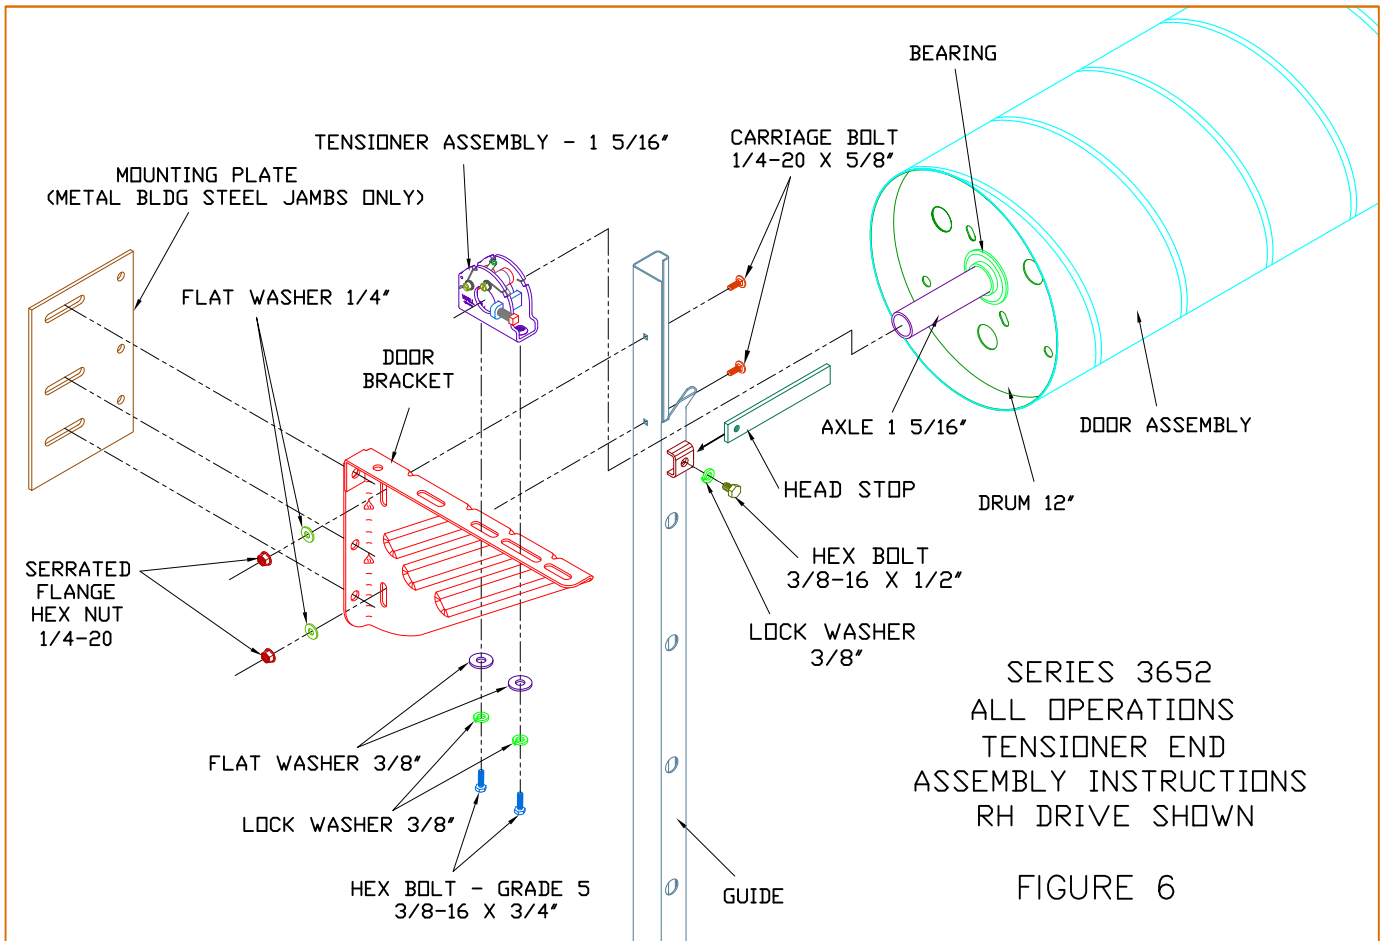 BEARING
TENSIONER ASSEMBLY - 1 5/16"
CARRIAGE BOLT
1/4-20 X 5/8"
MOUNTING PLATE
(METAL BLDG STEEL JAMBS ONLY)
FLAT WASHER 1/4"
DOOR
BRACKET
AXLE 1 5/16"
DOOR ASSEMBLY
HEAD STOP
DRUM 12"
HEX BOLT
3/8-16 X 1/2"
SERRATED
FLANGE
HEX NUT
1/4-20
LOCK WASHER
3/8"
FLAT WASHER 3/8"
LOCK WASHER 3/8"
HEX BOLT - GRADE 5
3/8-16 X 3/4"
GUIDE
SERIES 3652
ALL OPERATIONS
TENSIONER END
ASSEMBLY INSTRUCTIONS
RH DRIVE SHOWN
FIGURE 6